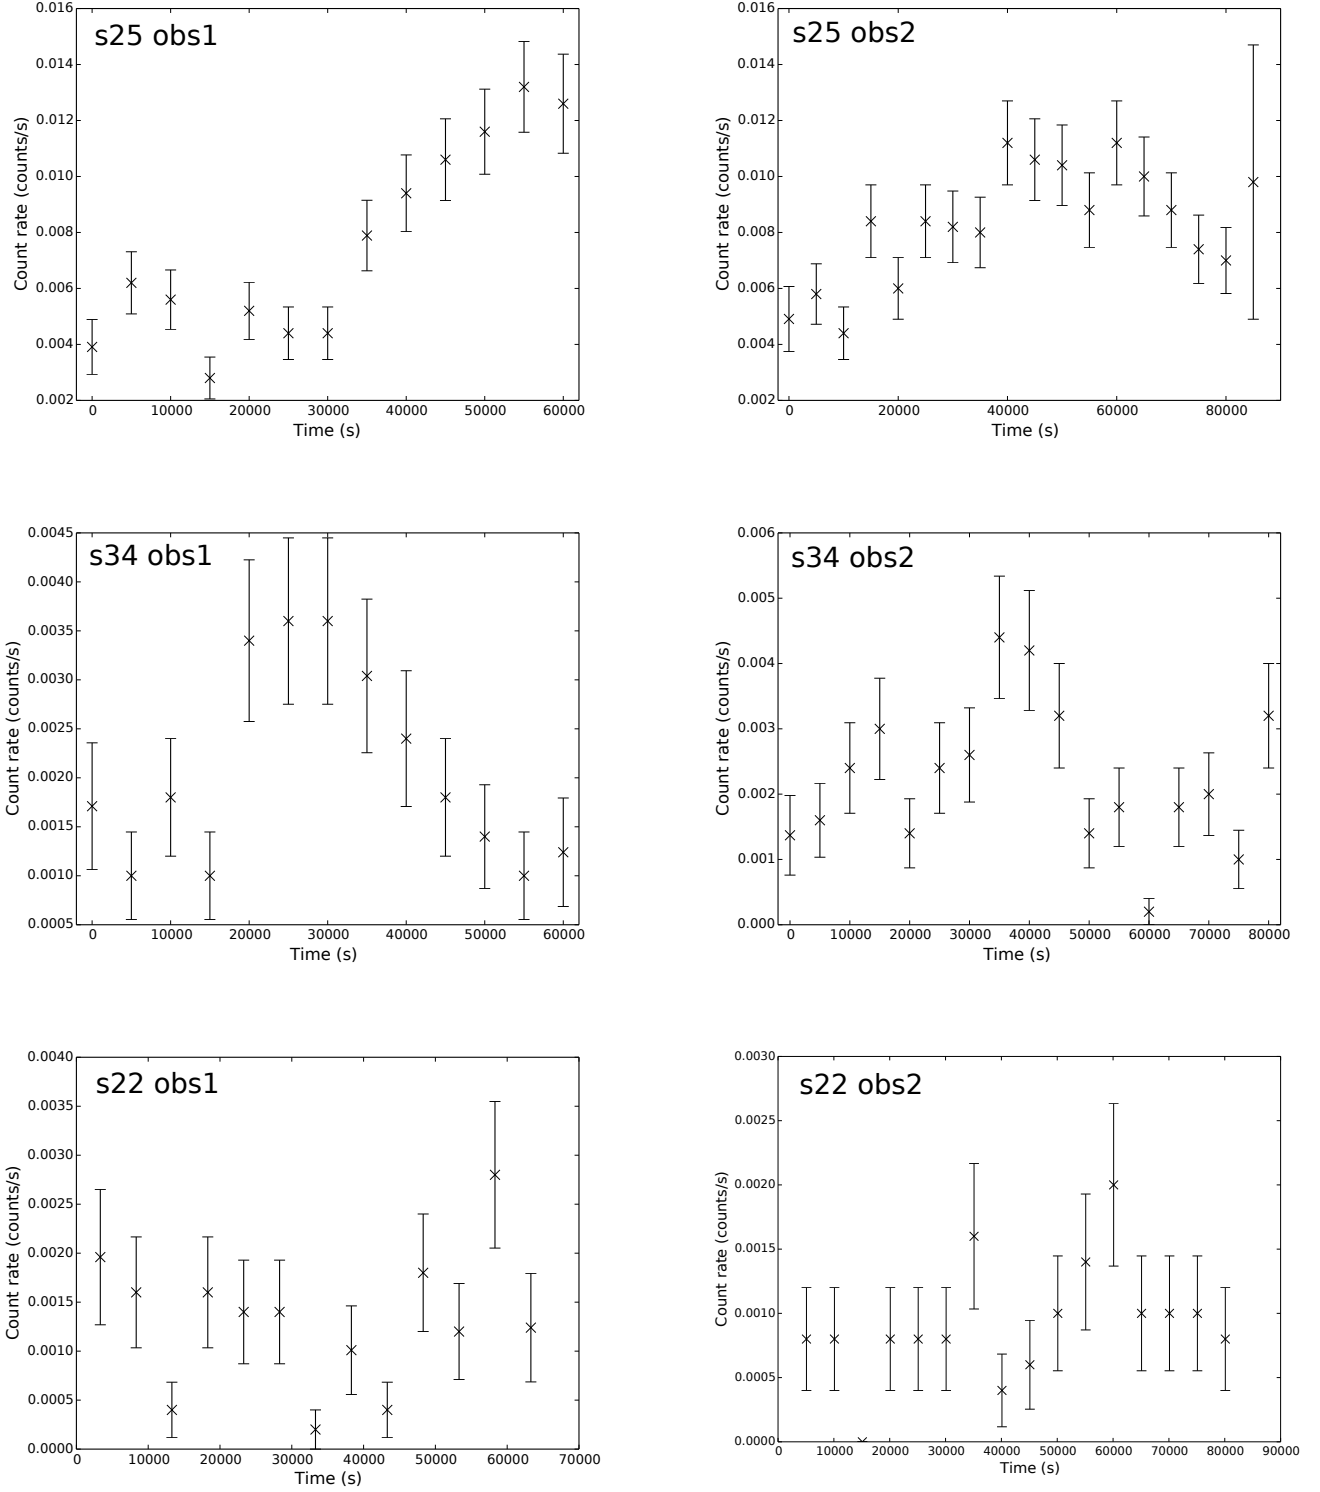 s25 obs1
0.016
0.014
0.012
0.010
0.008
0.006
0.004
0.002
Count rate (counts/s)
0 10000 20000 30000 40000 50000 60000
Time (s)
s25 obs2
0.016
0.014
0.012
0.010
0.008
0.006
0.004
0.002
Count rate (counts/s)
0 20000 40000 60000 80000
Time (s)
s34 obs1
0.0045
0.0040
0.0035
0.0030
0.0025
0.0020
0.0015
0.0010
0.0005
Count rate (counts/s)
0 10000 20000 30000 40000 50000 60000
Time (s)
s34 obs2
0.006
0.005
0.004
0.003
0.002
0.001
0.000
Count rate (counts/s)
0 10000 20000 30000 40000 50000 60000 70000 80000
Time (s)
s22 obs1
0.0040
0.0035
0.0030
0.0025
0.0020
0.0015
0.0010
0.0005
0.0000
Count rate (counts/s)
0 10000 20000 30000 40000 50000 60000 70000
Time (s)
s22 obs2
0.0030
0.0025
0.0020
0.0015
0.0010
0.0005
0.0000
Count rate (counts/s)
0 10000 20000 30000 40000 50000 60000 70000 80000 90000
Time (s)